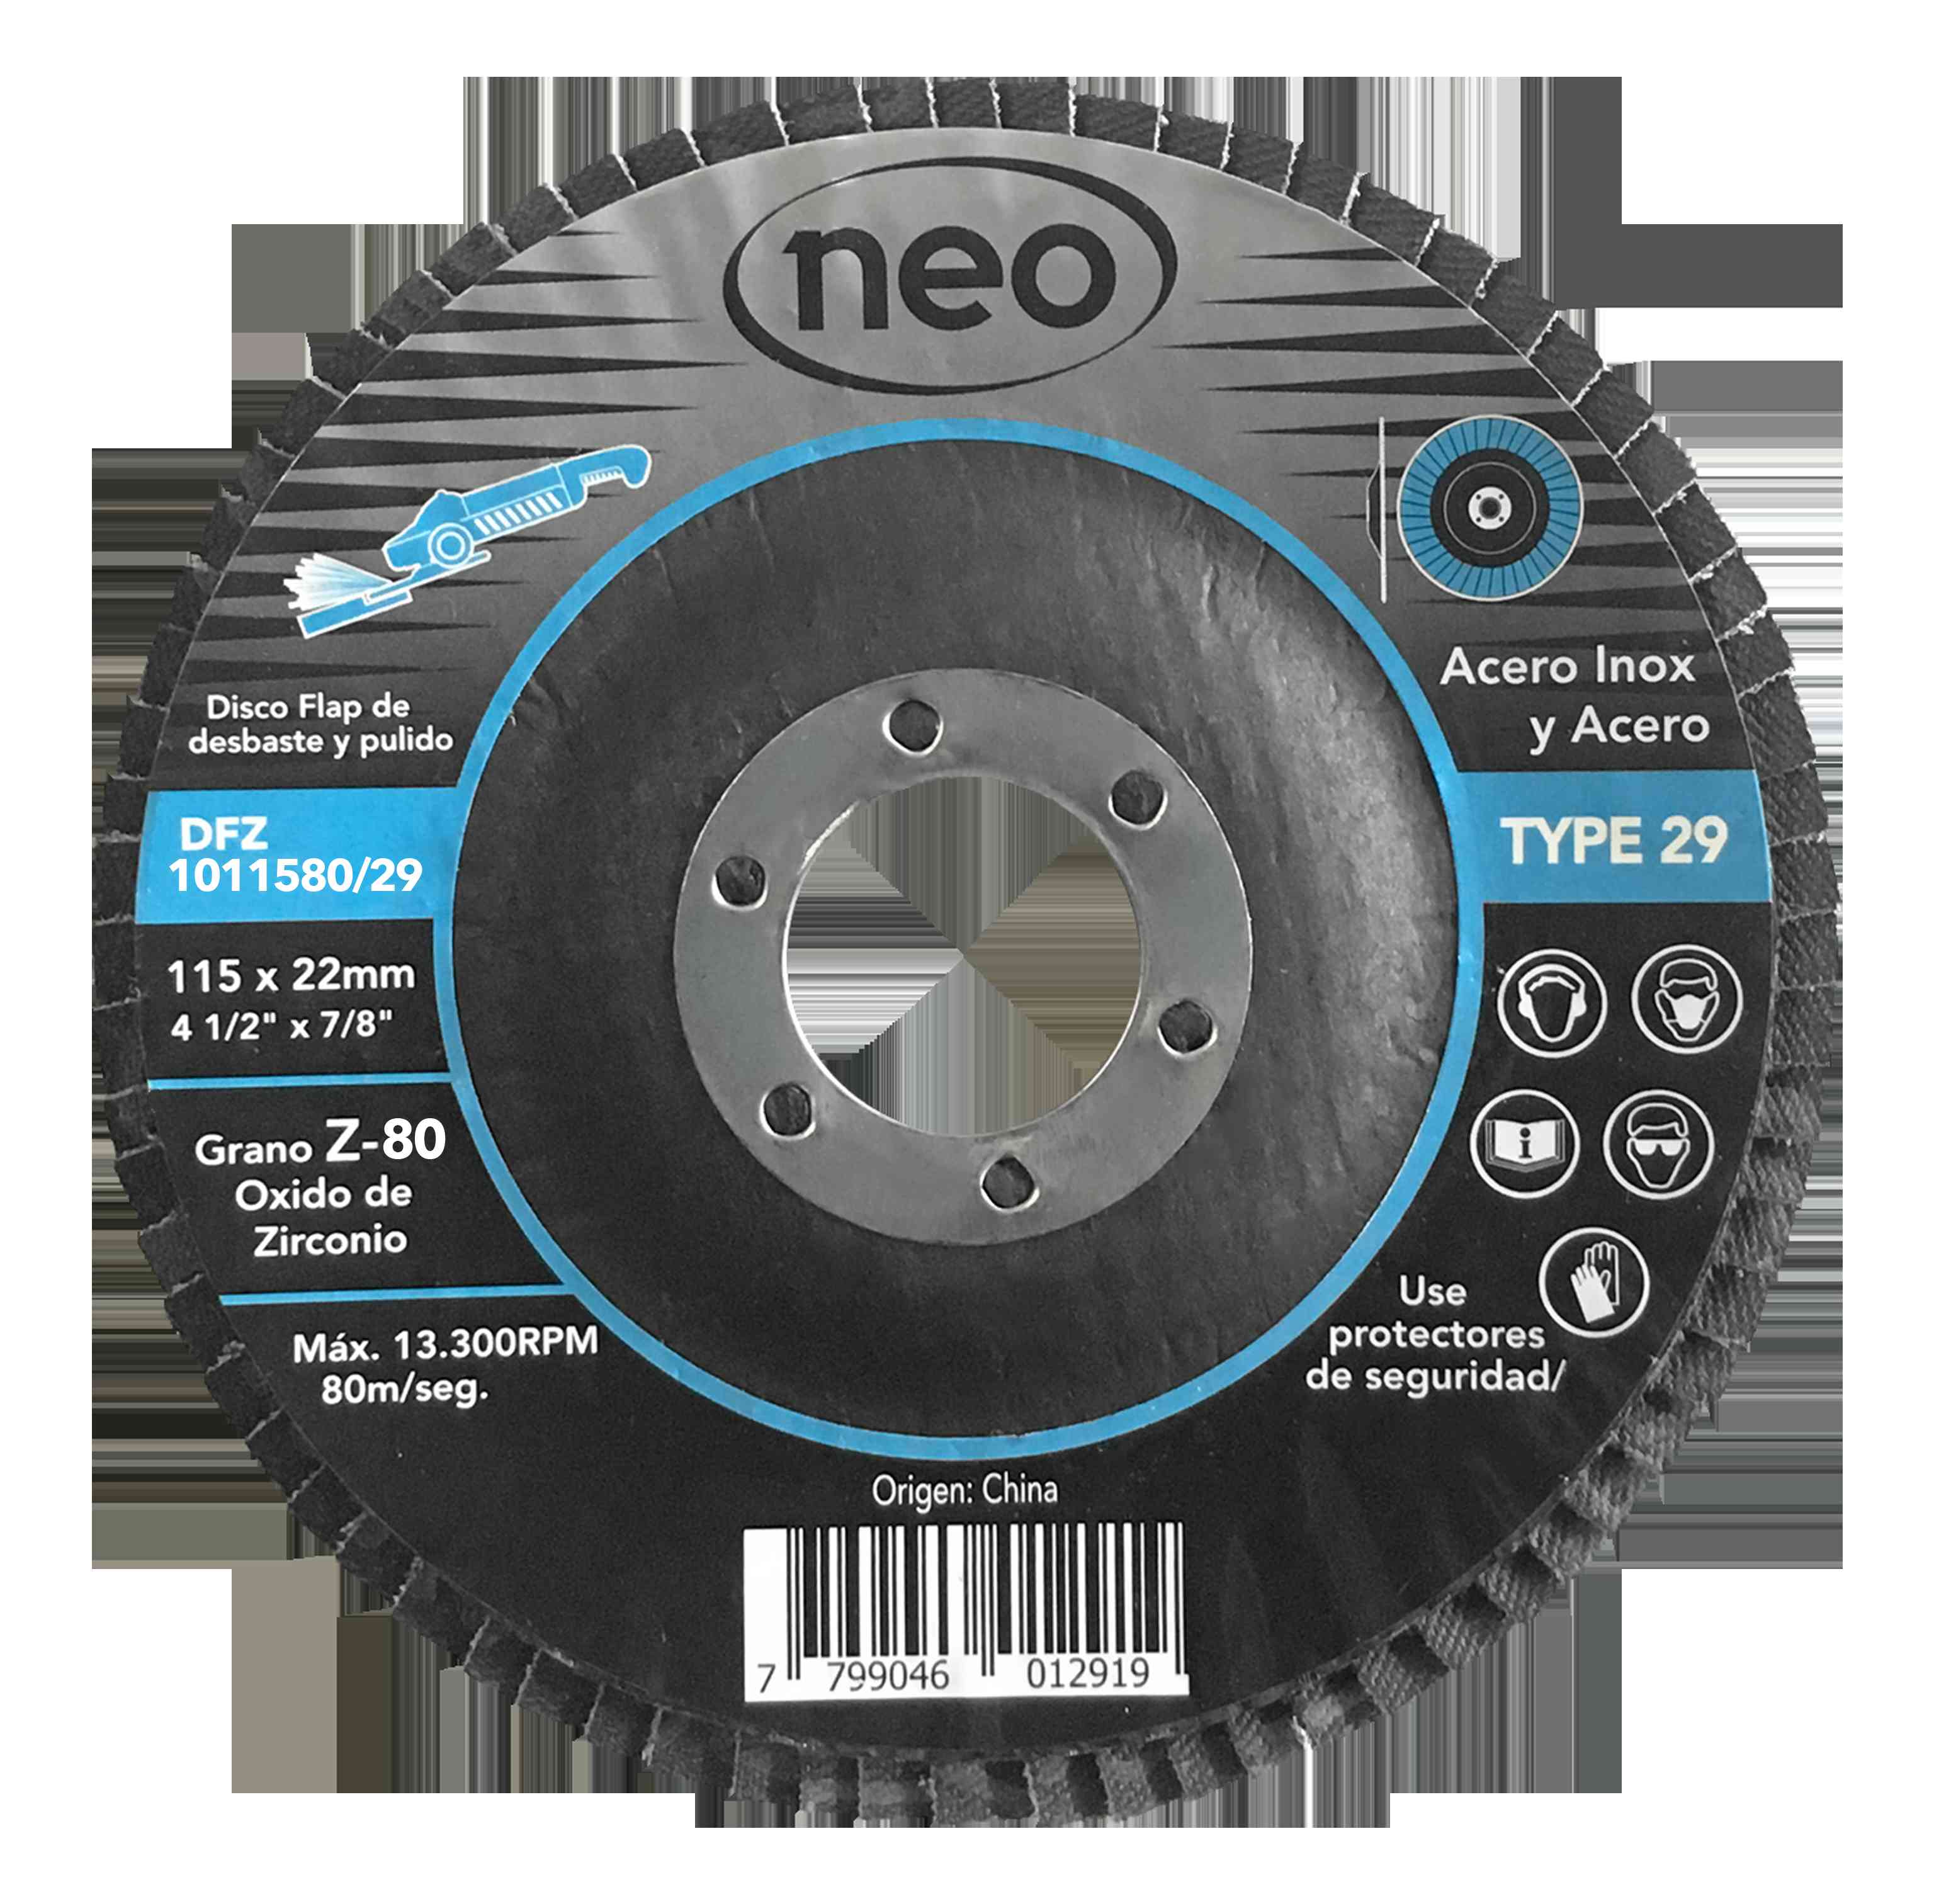 neo
Disco Flap de
desbaste y pulido
DFZ
1011580/29
115 x 22mm
4 1/2" x 7/8"
Grano Z-80
Oxido de
Zirconio
Máx. 13.300RPM
80m/seg.
Acero Inox
y Acero
TYPE 29
i
Use
protectores
de seguridad/
Origen: China
7 799046 012919